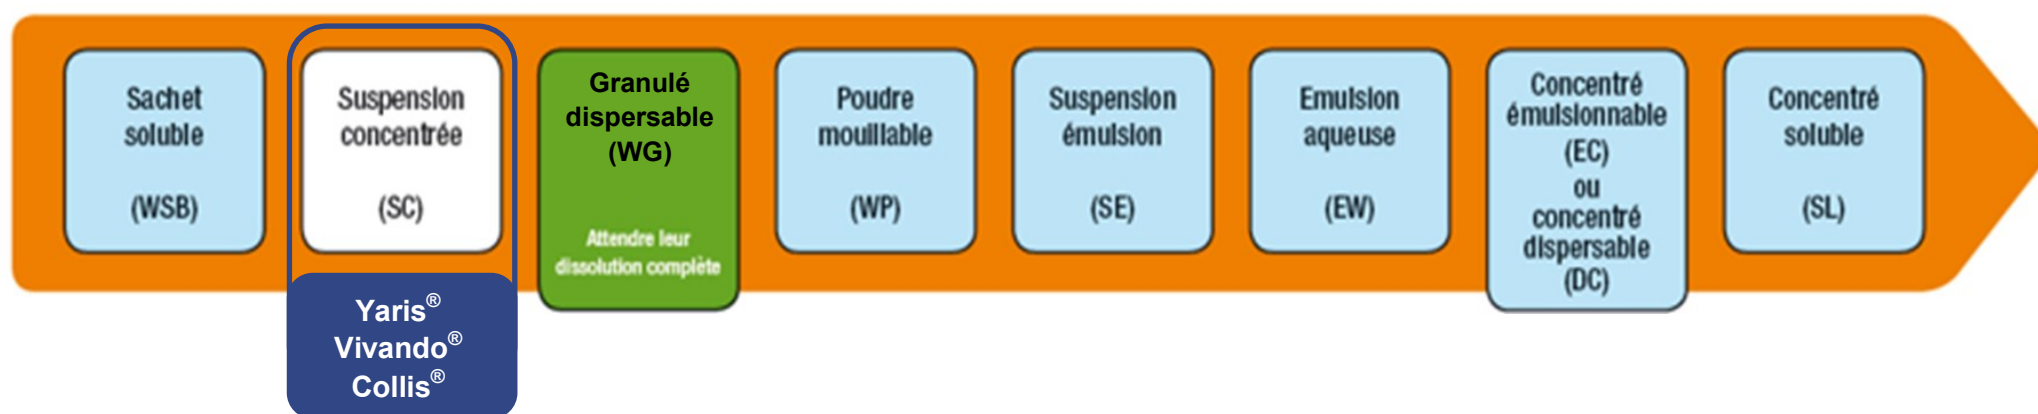 Sachet
soluble
(WSB)
Suspension
concentrée
(SC)
Yaris®
Vivando®
Collis®
Granulé
dispersable
(WG)
Attendre leur
dissolution complète
Poudre
mouillable
(WP)
Suspension
émulsion
(SE)
Emulsion
aqueuse
(EW)
Concentré
émulsionnable
(EC)
ou
concentré
dispersable
(DC)
Concentré
soluble
(SL)